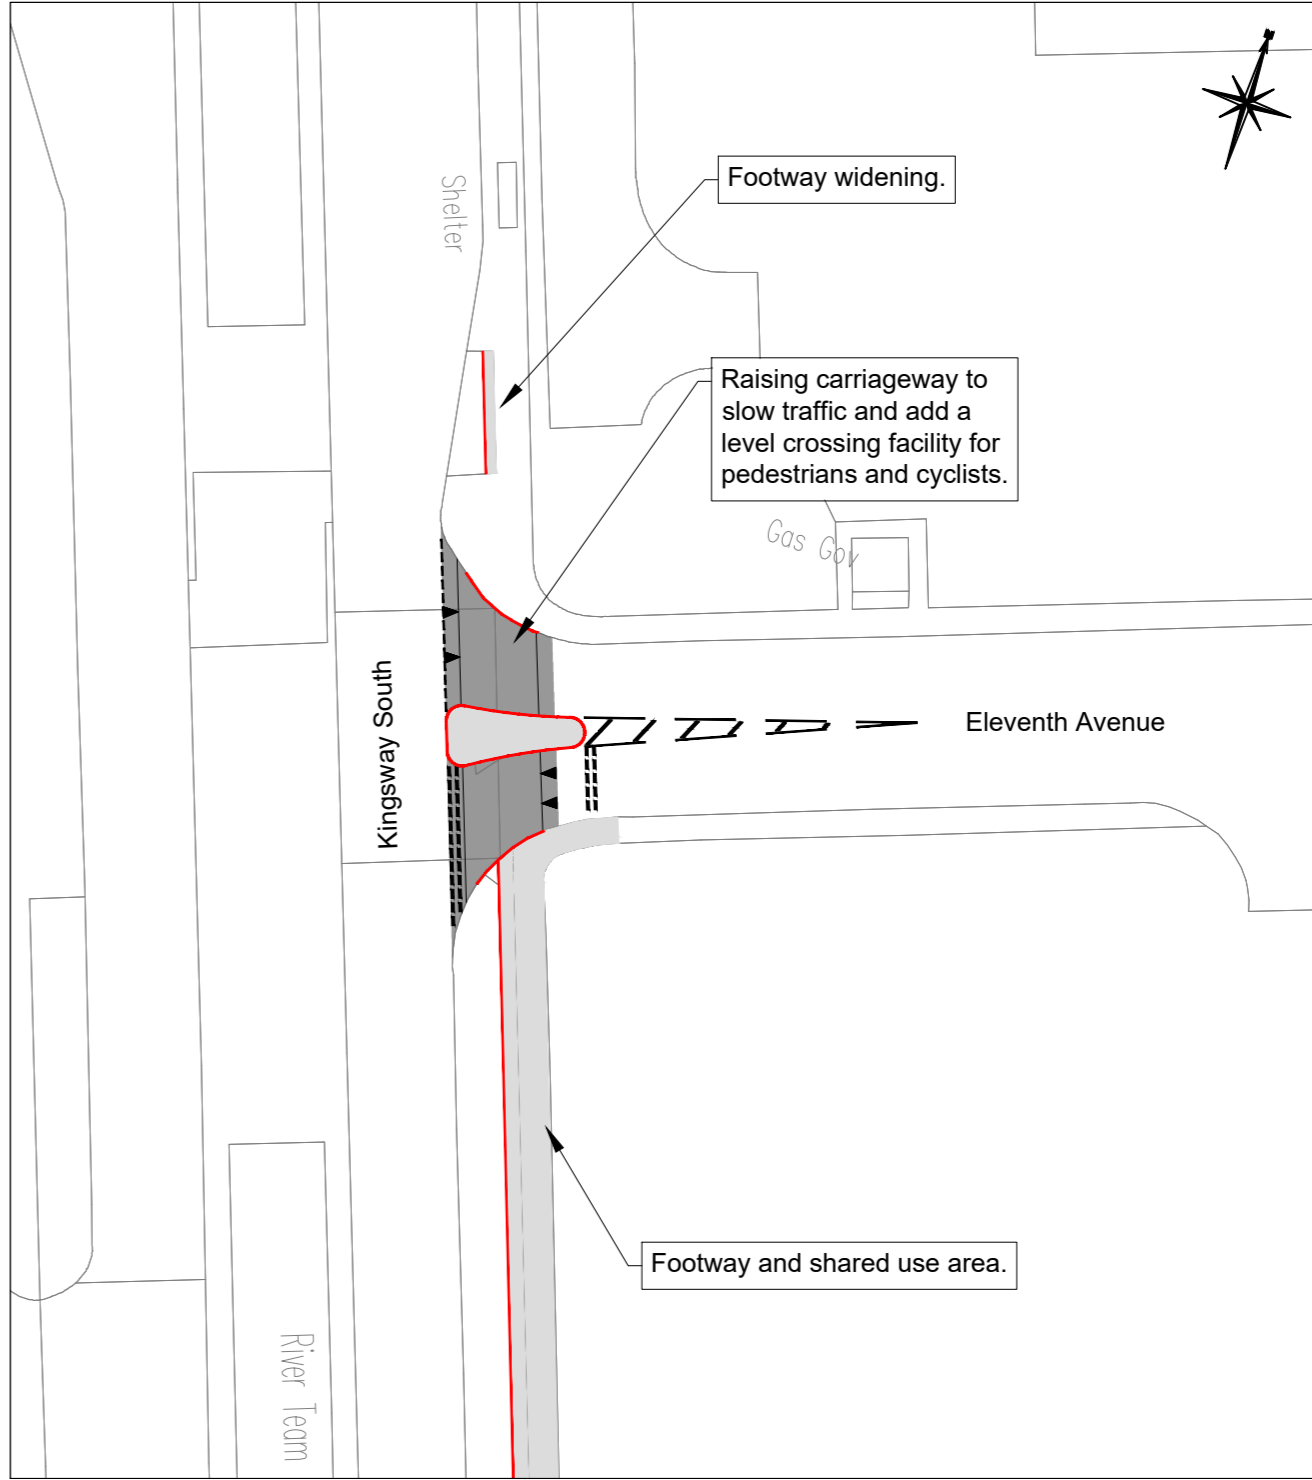 Footway widening.
Shelter
Raising carriageway to
slow traffic and add a
level crossing facility for
pedestrians and cyclists.
Gas Gov
Kingsway South
Eleventh Avenue
Footway and shared use area.
River Team